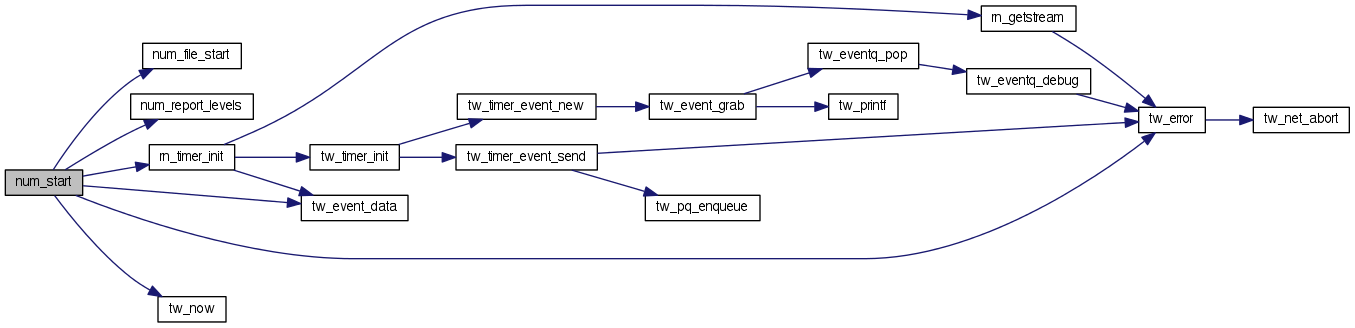 rn_getstream
num_file_start
tw_eventq_pop
tw_eventq_debug
num_report_levels
tw_timer_event_new
tw_event_grab
tw_printf
tw_error
tw_net_abort
rn_timer_init
tw_timer_init
tw_timer_event_send
num_start
tw_event_data
tw_pq_enqueue
tw_now